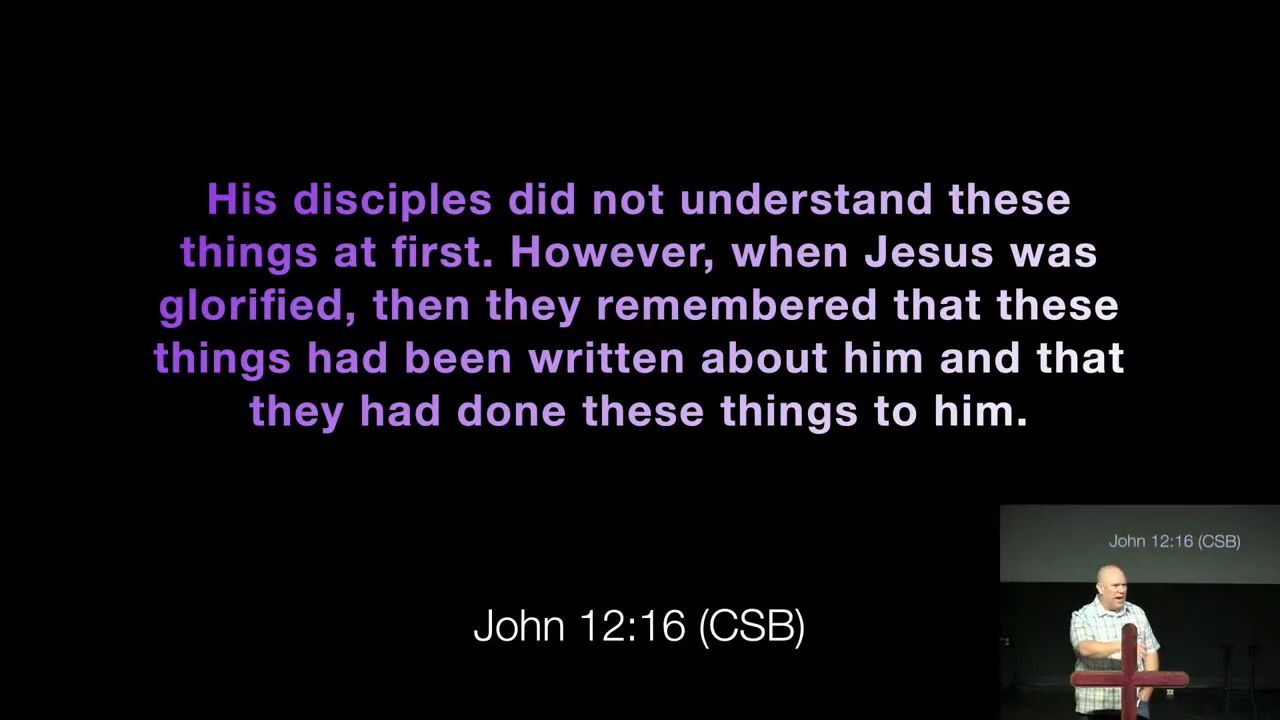 His disciples did not understand these
things at first. However, when Jesus was
glorified, then they remembered that these
things had been written about him and that
they had done these things to him.
John 12:16 (CSB)
John 12:16 (CSB)